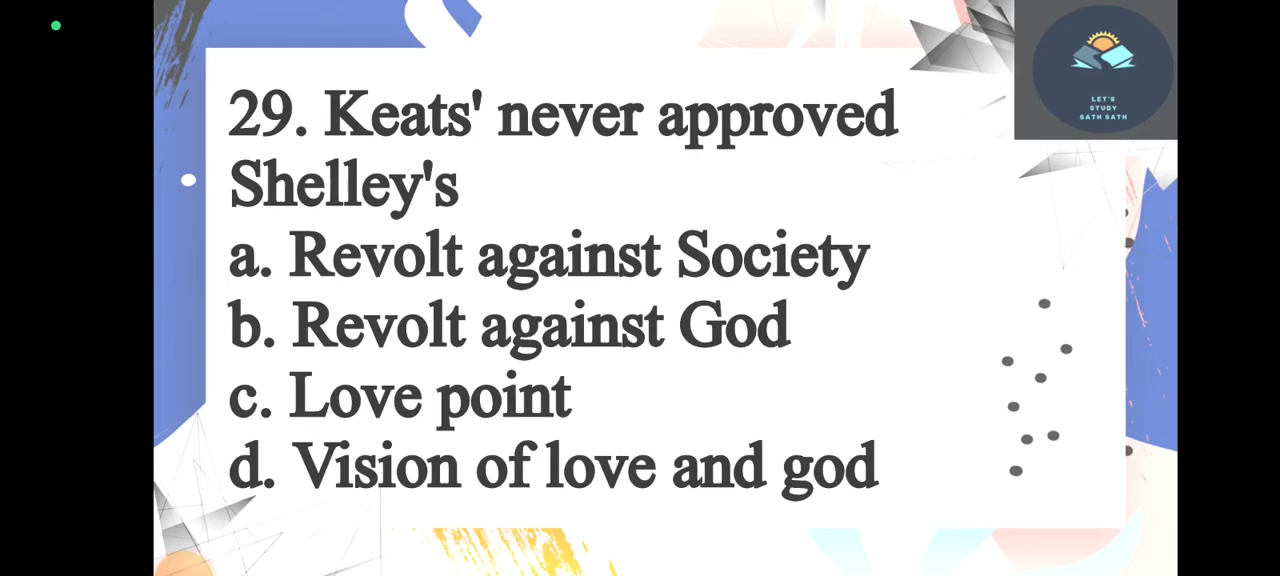 29. Keats' never approved
Shelley's
a. Revolt against Society
b. Revolt against God
c. Love point
d. Vision of love and god
LET'S
STUDY
SATH SATH